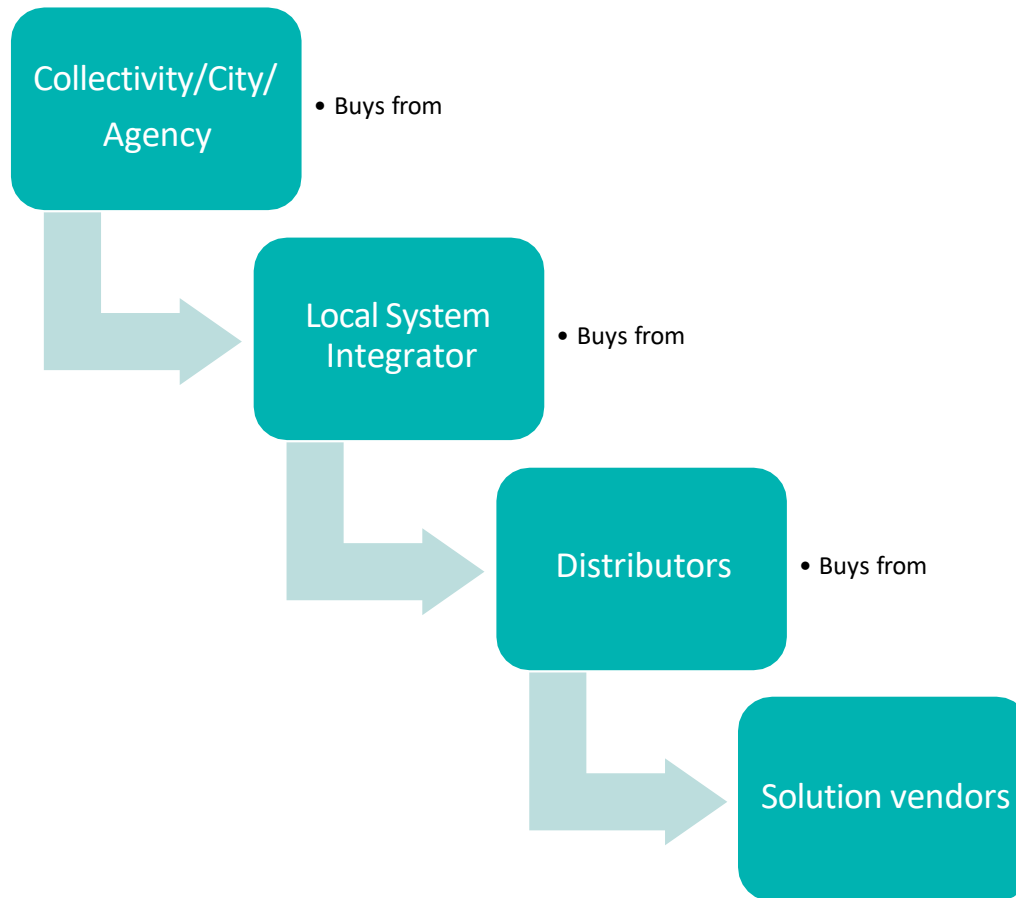 Collectivity/City/
Agency
• Buys from
Local System
Integrator
• Buys from
Distributors
• Buys from
Solution vendors